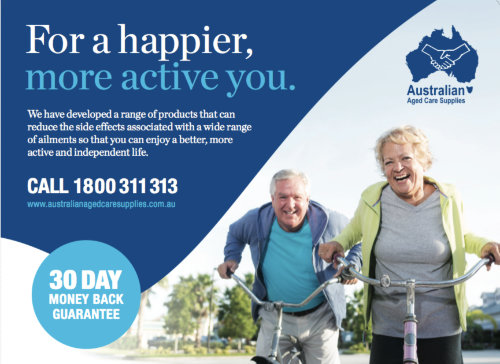 For a happier,
more active you.
We have developed a range of products that can
reduce the side effects associated with a wide range
of ailments so that you can enjoy a better, more
active and independent life.
CALL 1800 311 313
www.australianagedcaresupplies.com.au
30 DAY
MONEY BACK
GUARANTEE
Australian
Aged Care Supplies